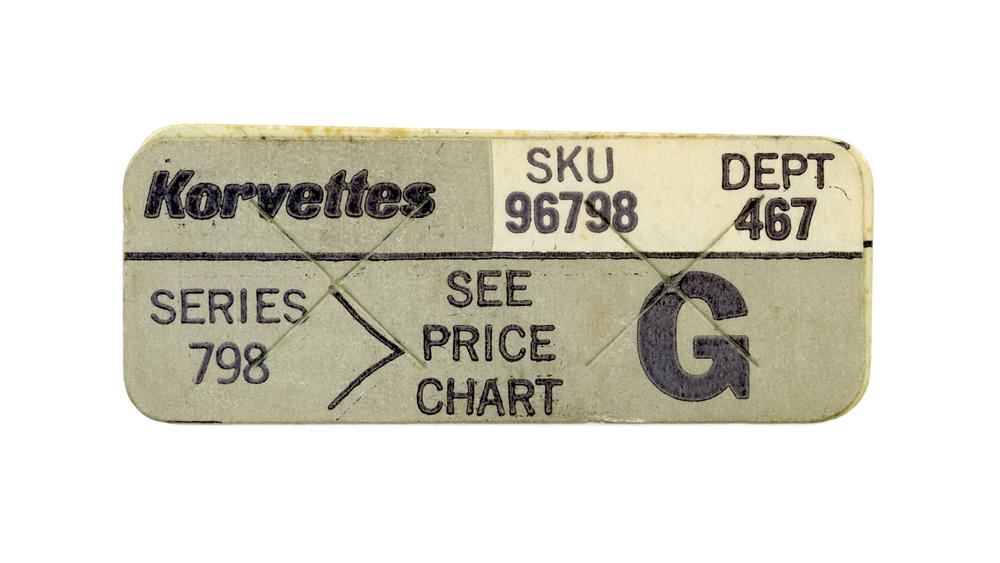 Korvettes
SKU
96798
DEPT
467
SERIES
798
SEE
PRICE
CHART
G